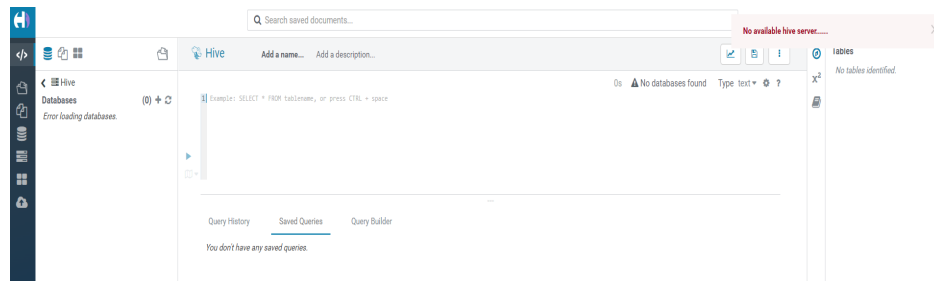 Search saved documents...
No available hive server......
Hive
Add a name... Add a description...
Tables
Hive
0s No databases found Type text ?
No tables identified.
Databases (0)
Error loading databases.
1 Example: SELECT * FROM tablename, or press CTRL + space
Query History Saved Queries Query Builder
You don't have any saved queries.